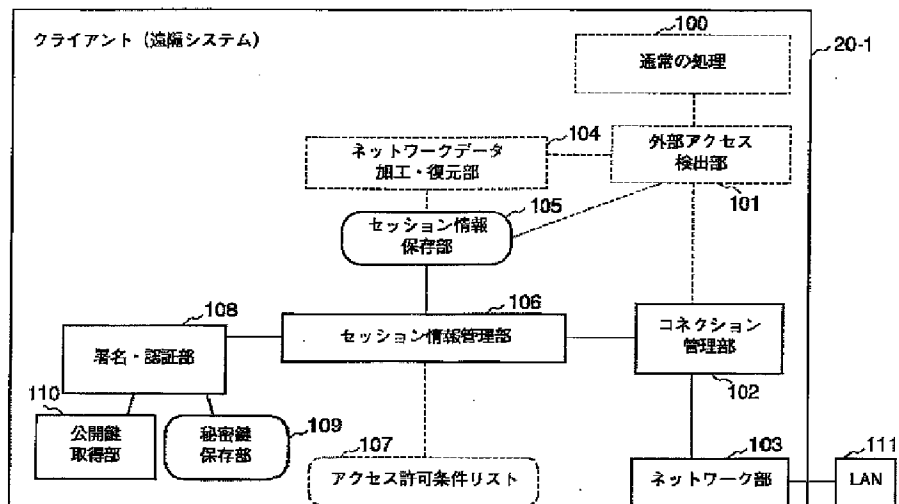 クライアント（遠隔システム）
100
通常の処理
20-1
104
ネットワークデータ
加工・復元部
外部アクセス
検出部
101
105
セッション情報
保存部
106
セッション情報管理部
108
署名・認証部
コネクション
管理部
102
110
公開鍵
取得部
秘密鍵
保存部
109
107
アクセス許可条件リスト
103
ネットワーク部
111
LAN